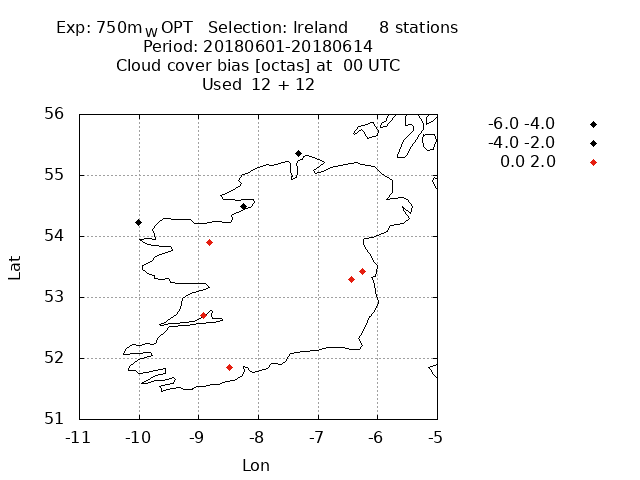 Exp: 750mW OPT   Selection: Ireland      8 stations
Period: 20180601-20180614
Cloud cover bias [octas] at  00 UTC
Used  12 + 12
-6.0 -4.0
-4.0 -2.0
0.0 2.0
56
55
54
53
52
51
Lat
-11 -10 -9 -8 -7 -6 -5
Lon